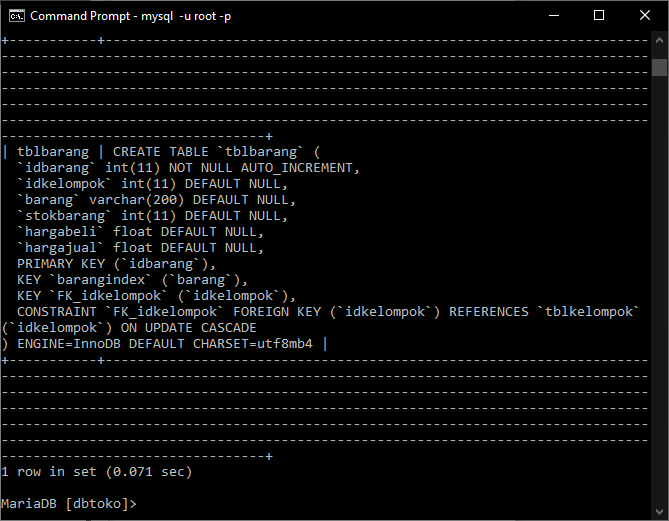 Command Prompt - mysql  -u root -p
+-----------+--------------------------------------------------------------------
---------------------------------------------------------------------------------
---------------------------------------------------------------------------------
---------------------------------------------------------------------------------
---------------------------------------------------------------------------------
---------------------------------------------------------------------------------
---------------------------------+
| tblbarang | CREATE TABLE `tblbarang` (
  `idbarang` int(11) NOT NULL AUTO_INCREMENT,
  `idkelompok` int(11) DEFAULT NULL,
  `barang` varchar(200) DEFAULT NULL,
  `stokbarang` int(11) DEFAULT NULL,
  `hargabeli` float DEFAULT NULL,
  `hargajual` float DEFAULT NULL,
  PRIMARY KEY (`idbarang`),
  KEY `barangindex` (`barang`),
  KEY `FK_idkelompok` (`idkelompok`),
  CONSTRAINT `FK_idkelompok` FOREIGN KEY (`idkelompok`) REFERENCES `tblkelompok`
(`idkelompok`) ON UPDATE CASCADE
) ENGINE=InnoDB DEFAULT CHARSET=utf8mb4 |
+-----------+--------------------------------------------------------------------
---------------------------------------------------------------------------------
---------------------------------------------------------------------------------
---------------------------------------------------------------------------------
---------------------------------------------------------------------------------
---------------------------------------------------------------------------------
---------------------------------+
1 row in set (0.071 sec)
MariaDB [dbtoko]>